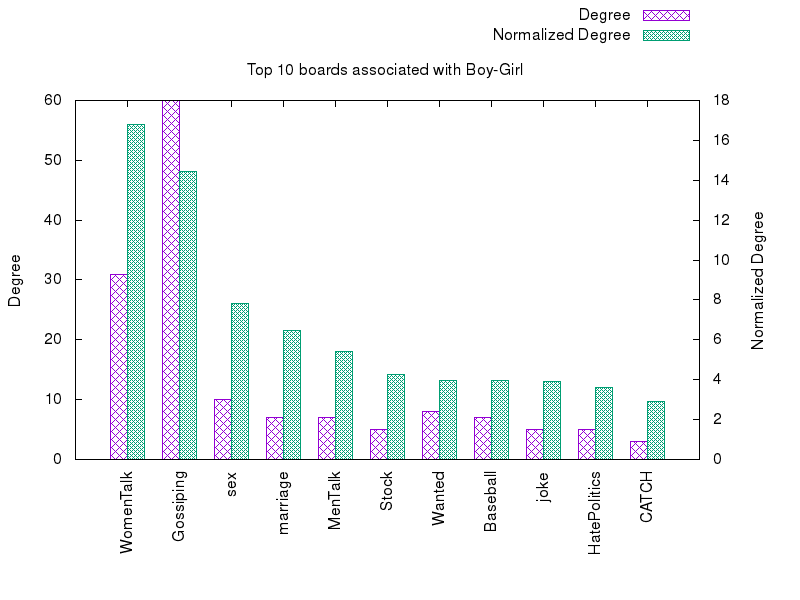 Degree
Normalized Degree
Top 10 boards associated with Boy-Girl
60
50
40
30
20
10
0
Degree
18
16
14
12
10
8
6
4
2
0
Normalized Degree
WomenTalk
Gossiping
sex
marriage
MenTalk
Stock
Wanted
Baseball
joke
HatePolitics
CATCH